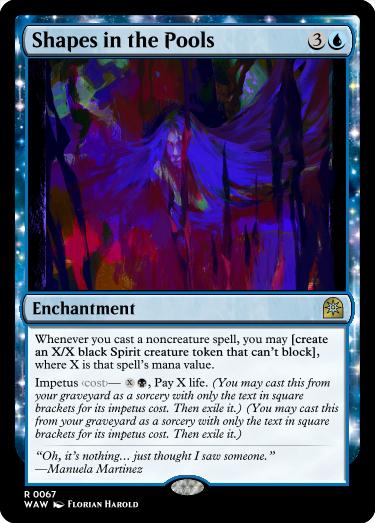 Shapes in the Pools 3
Enchantment
Whenever you cast a noncreature spell, you may [create
an X/X black Spirit creature token that can't block],
where X is that spell's mana value.
Impetus cost— X, Pay X life. (You may cast this from
your graveyard as a sorcery with only the text in square
brackets for its impetus cost. Then exile it.) (You may cast
this from your graveyard as a sorcery with only the text in
square brackets for its impetus cost. Then exile it.)
“Oh, it's nothing... just thought I saw someone.”
—Manuela Martinez
R 0067
WAW Florian Harold